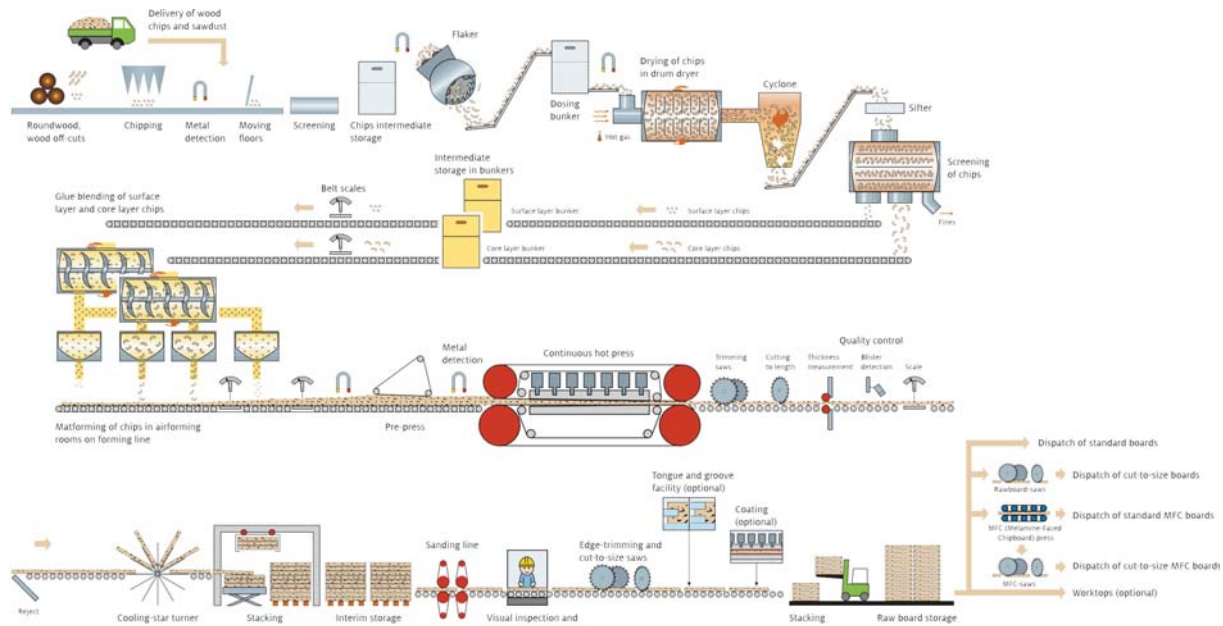 Delivery of wood
chips and sawdust
Roundwood,
wood off-cuts
Chipping
Metal
detection
Moving
floors
Screening
Chips intermediate
storage
Flaker
Dosing
bunker
Hot gas
Drying of chips
in drum dryer
Cyclone
Sifter
Screening
of chips
Fines
Intermediate
storage in bunkers
Belt scales
Glue blending of surface
layer and core layer chips
Surface layer bunker
Surface layer chips
Core layer bunker
Core layer chips
Matforming of chips in airforming
rooms on forming line
Pre-press
Metal
detection
Continuous hot press
Trimming
saws
Cutting
to length
Quality control
Thickness
measurement
Blister
detection
Scale
Reject
Cooling-star turner
Stacking
Interim storage
Sanding line
Visual inspection and
Edge-trimming and
cut-to-size saws
Tongue and groove
facility (optional)
Coating
(optional)
Stacking
Raw board storage
Dispatch of standard boards
Rawboard-saws
Dispatch of cut-to-size boards
MFC (Melamine-Faced
Chipboard) press
Dispatch of standard MFC boards
MFC-saws
Dispatch of cut-to-size MFC boards
Worktops (optional)